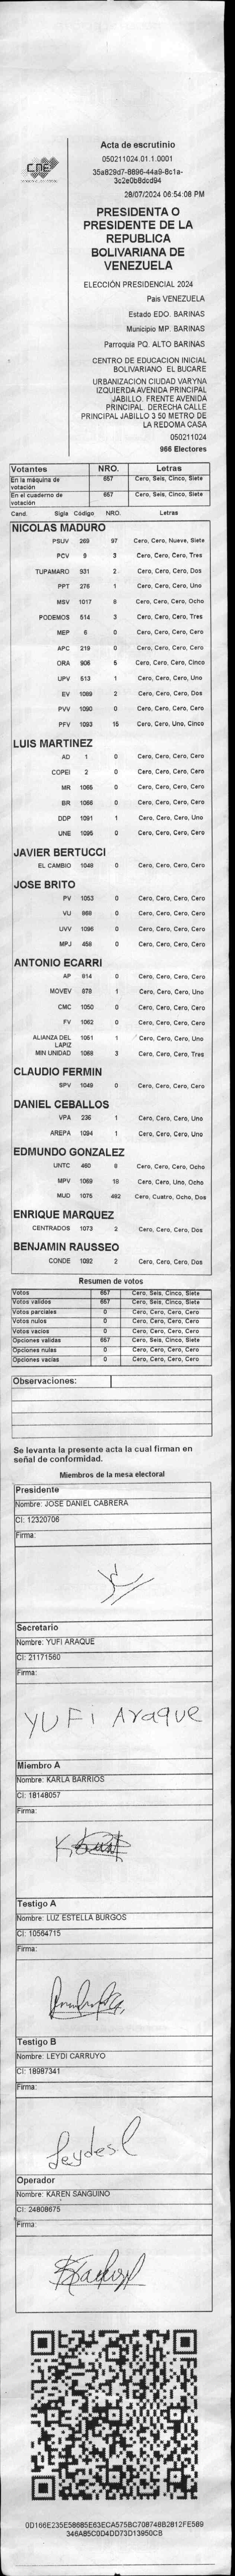 CNE
Acta de escrutinio
050211024.01.1.0001
35a829d7-8896-44a9-8c1a-
3c2e0b8dcd94
28/07/2024 06:54:08 PM
PRESIDENTA O
PRESIDENTE DE LA
REPUBLICA
BOLIVARIANA DE
VENEZUELA
ELECCIÓN PRESIDENCIAL 2024
Pais VENEZUELA
Estado EDO. BARINAS
Municipio MP. BARINAS
Parroquia PQ. ALTO BARINAS
CENTRO DE EDUCACION INICIAL
BOLIVARIANO EL BUCARE
URBANIZACION CIUDAD VARYNA
IZQUIERDA AVENIDA PRINCIPAL
JABILLO. FRENTE AVENIDA
PRINCIPAL. DERECHA CALLE
PRINCIPAL JABILLO 3 50 METRO DE
LA REDOMA CASA
050211024
966 Electores
Votantes NRO. Letras
En la máquina de votación 657 Cero, Seis, Cinco, Siete
En el cuaderno de votación 657 Cero, Seis, Cinco, Siete
Cand. Sigla Código NRO. Letras
NICOLAS MADURO
PSUV 269 97 Cero, Cero, Nueve, Siete
PCV 9 3 Cero, Cero, Cero, Tres
TUPAMARO 931 2 Cero, Cero, Cero, Dos
PPT 276 1 Cero, Cero, Cero, Uno
MSV 1017 8 Cero, Cero, Cero, Ocho
PODEMOS 514 3 Cero, Cero, Cero, Tres
MEP 6 0 Cero, Cero, Cero, Cero
APC 219 0 Cero, Cero, Cero, Cero
ORA 906 5 Cero, Cero, Cero, Cinco
UPV 613 1 Cero, Cero, Cero, Uno
EV 1089 2 Cero, Cero, Cero, Dos
PVV 1090 0 Cero, Cero, Cero, Cero
PFV 1093 15 Cero, Cero, Uno, Cinco
LUIS MARTINEZ
AD 1 0 Cero, Cero, Cero, Cero
COPEI 2 0 Cero, Cero, Cero, Cero
MR 1065 0 Cero, Cero, Cero, Cero
BR 1066 0 Cero, Cero, Cero, Cero
DDP 1091 1 Cero, Cero, Cero, Uno
UNE 1095 0 Cero, Cero, Cero, Cero
JAVIER BERTUCCI
EL CAMBIO 1048 0 Cero, Cero, Cero, Cero
JOSE BRITO
PV 1053 0 Cero, Cero, Cero, Cero
VU 868 0 Cero, Cero, Cero, Cero
UVV 1096 0 Cero, Cero, Cero, Cero
MPJ 458 0 Cero, Cero, Cero, Cero
ANTONIO ECARRI
AP 814 0 Cero, Cero, Cero, Cero
MOVEV 878 1 Cero, Cero, Cero, Uno
CMC 1050 0 Cero, Cero, Cero, Cero
FV 1062 0 Cero, Cero, Cero, Cero
ALIANZA DEL LAPIZ 1051 1 Cero, Cero, Cero, Uno
MIN UNIDAD 1068 3 Cero, Cero, Cero, Tres
CLAUDIO FERMIN
SPV 1049 0 Cero, Cero, Cero, Cero
DANIEL CEBALLOS
VPA 236 1 Cero, Cero, Cero, Uno
AREPA 1094 1 Cero, Cero, Cero, Uno
EDMUNDO GONZALEZ
UNTC 460 8 Cero, Cero, Cero, Ocho
MPV 1069 18 Cero, Cero, Uno, Ocho
MUD 1075 482 Cero, Cuatro, Ocho, Dos
ENRIQUE MARQUEZ
CENTRADOS 1073 2 Cero, Cero, Cero, Dos
BENJAMIN RAUSSEO
CONDE 1092 2 Cero, Cero, Cero, Dos
Resumen de votos
Votos 657 Cero, Seis, Cinco, Siete
Votos validos 657 Cero, Seis, Cinco, Siete
Votos parciales 0 Cero, Cero, Cero, Cero
Votos nulos 0 Cero, Cero, Cero, Cero
Votos vacios 0 Cero, Cero, Cero, Cero
Opciones validas 657 Cero, Seis, Cinco, Siete
Opciones nulas 0 Cero, Cero, Cero, Cero
Opciones vacias 0 Cero, Cero, Cero, Cero
Observaciones:
Se levanta la presente acta la cual firman en
señal de conformidad.
Miembros de la mesa electoral
Presidente
Nombre: JOSE DANIEL CABRERA
CI: 12320706
Firma:
Secretario
Nombre: YUFI ARAQUE
CI: 21171560
Firma:
YUFI Araque
Miembro A
Nombre: KARLA BARRIOS
CI: 18148057
Firma:
Testigo A
Nombre: LUZ ESTELLA BURGOS
CI: 10564715
Firma:
Testigo B
Nombre: LEYDI CARRUYO
CI: 18987341
Firma:
Operador
Nombre: KAREN SANGUINO
CI: 24808675
Firma:
0D166E235E58685E63ECA575BC708748B2812FE569
346A85C0D4DD73D13950CB